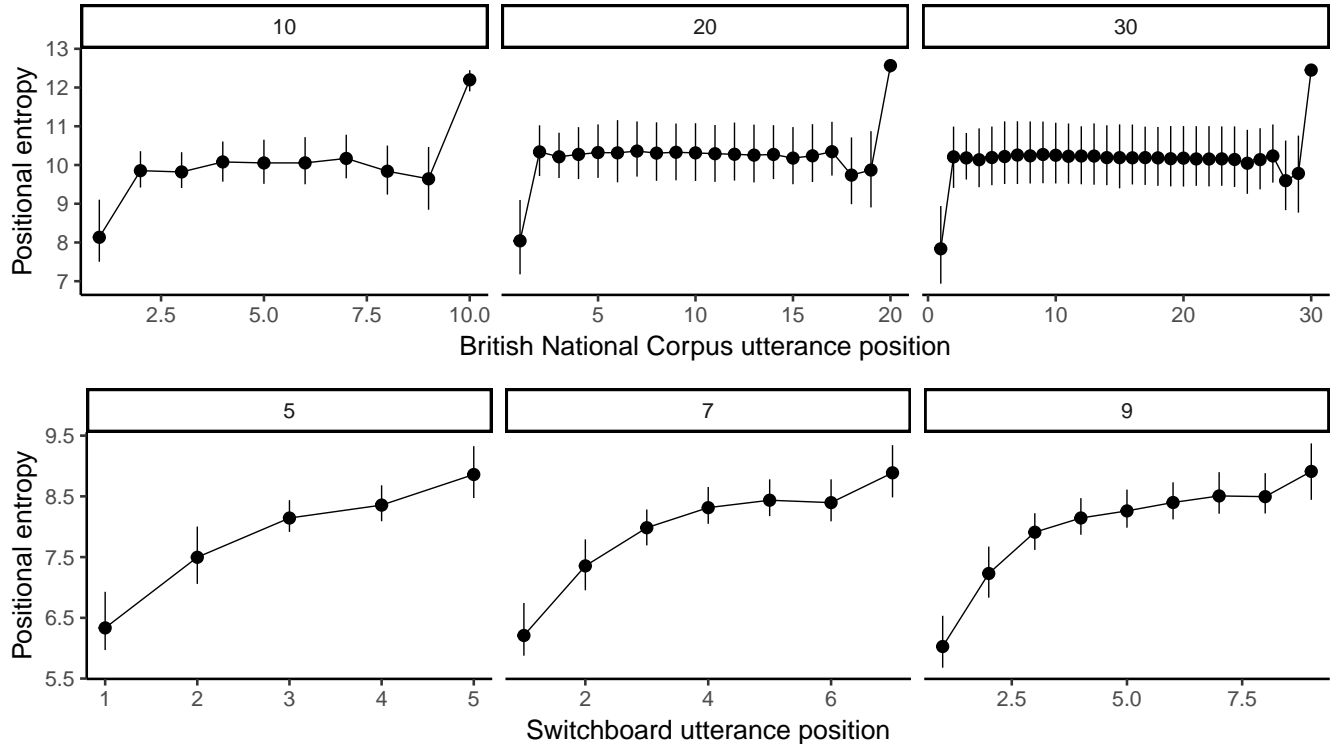 10 20 30
Positional entropy
13
12
11
10
9
8
7
2.5 5.0 7.5 10.0 5 10 15 20 0 10 20 30
British National Corpus utterance position
5 7 9
Positional entropy
9.5
8.5
7.5
6.5
5.5
1 2 3 4 5 2 4 6 2.5 5.0 7.5
Switchboard utterance position